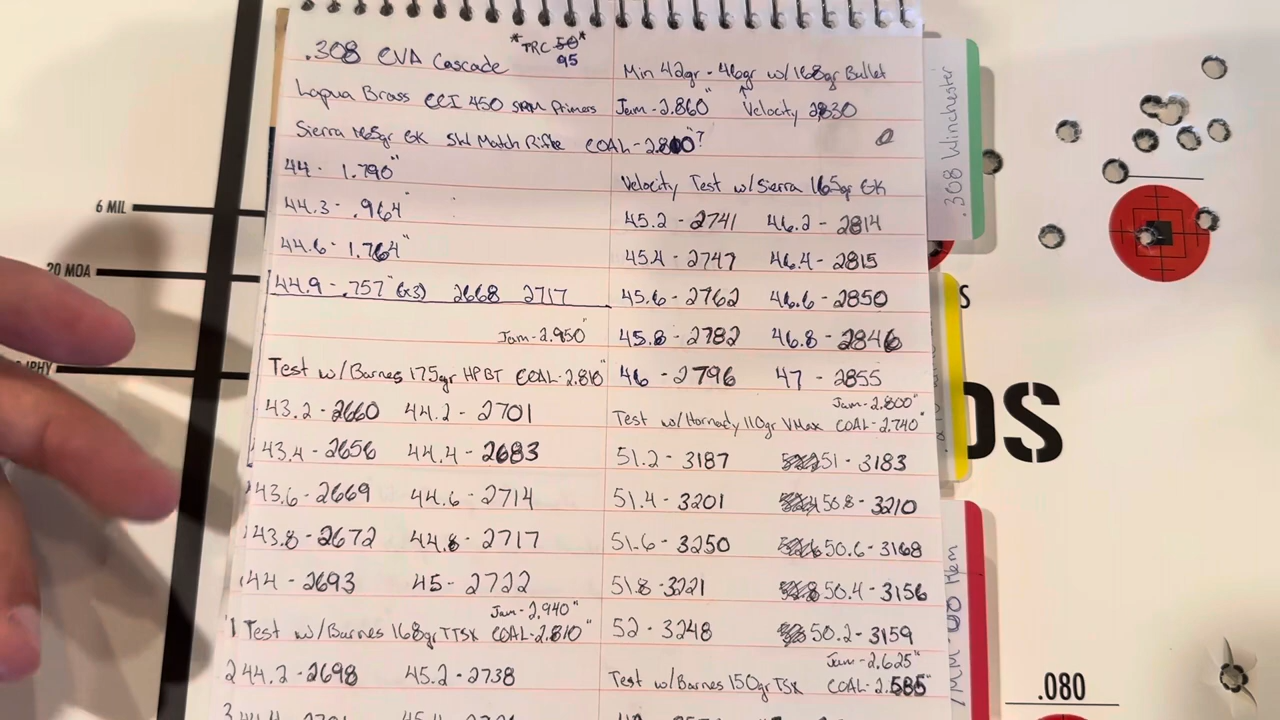 .308 CVA Cascade *TRC 50*
95
Lapua Brass CCI 450 SRM Primes
Sierra 165gr GK SW Match Rifle COAL-2.810"?
44 - 1.790"
44.3 - .964"
44.6 - 1.764"
44.9 - .757" (x3) 2668 2717
Jam-2.950"
Test w/Barnes 175gr HPBT COAL-2.810"
43.2-2660 44.2-2701
43.4-2656 44.4-2683
43.6-2669 44.6-2714
43.8-2672 44.8-2717
44-2693 45-2722
Jam-2.940"
Test w/Barnes 168gr TTSX COAL-2.810"
44.2-2698 45.2-2738
Min 42gr-46gr w/168gr Bullet
Jam-2.860" Velocity 2830
Velocity Test w/Sierra 165gr GK
45.2-2741 46.2-2814
45.4-2747 46.4-2815
45.6-2762 46.6-2850
45.8-2782 46.8-2846
46-2796 47-2855
Jam-2.800"
Test w/Hornady 110gr VMax COAL-2.740"
51.2-3187 51-3183
51.4-3201 50.8-3210
51.6-3250 50.6-3168
51.8-3221 50.4-3156
52-3248 50.2-3159
Jam-2.625"
Test w/Barnes 150gr TSX COAL-2.585"
.308 Winchester
6 MIL
20 MOA
DS
.080